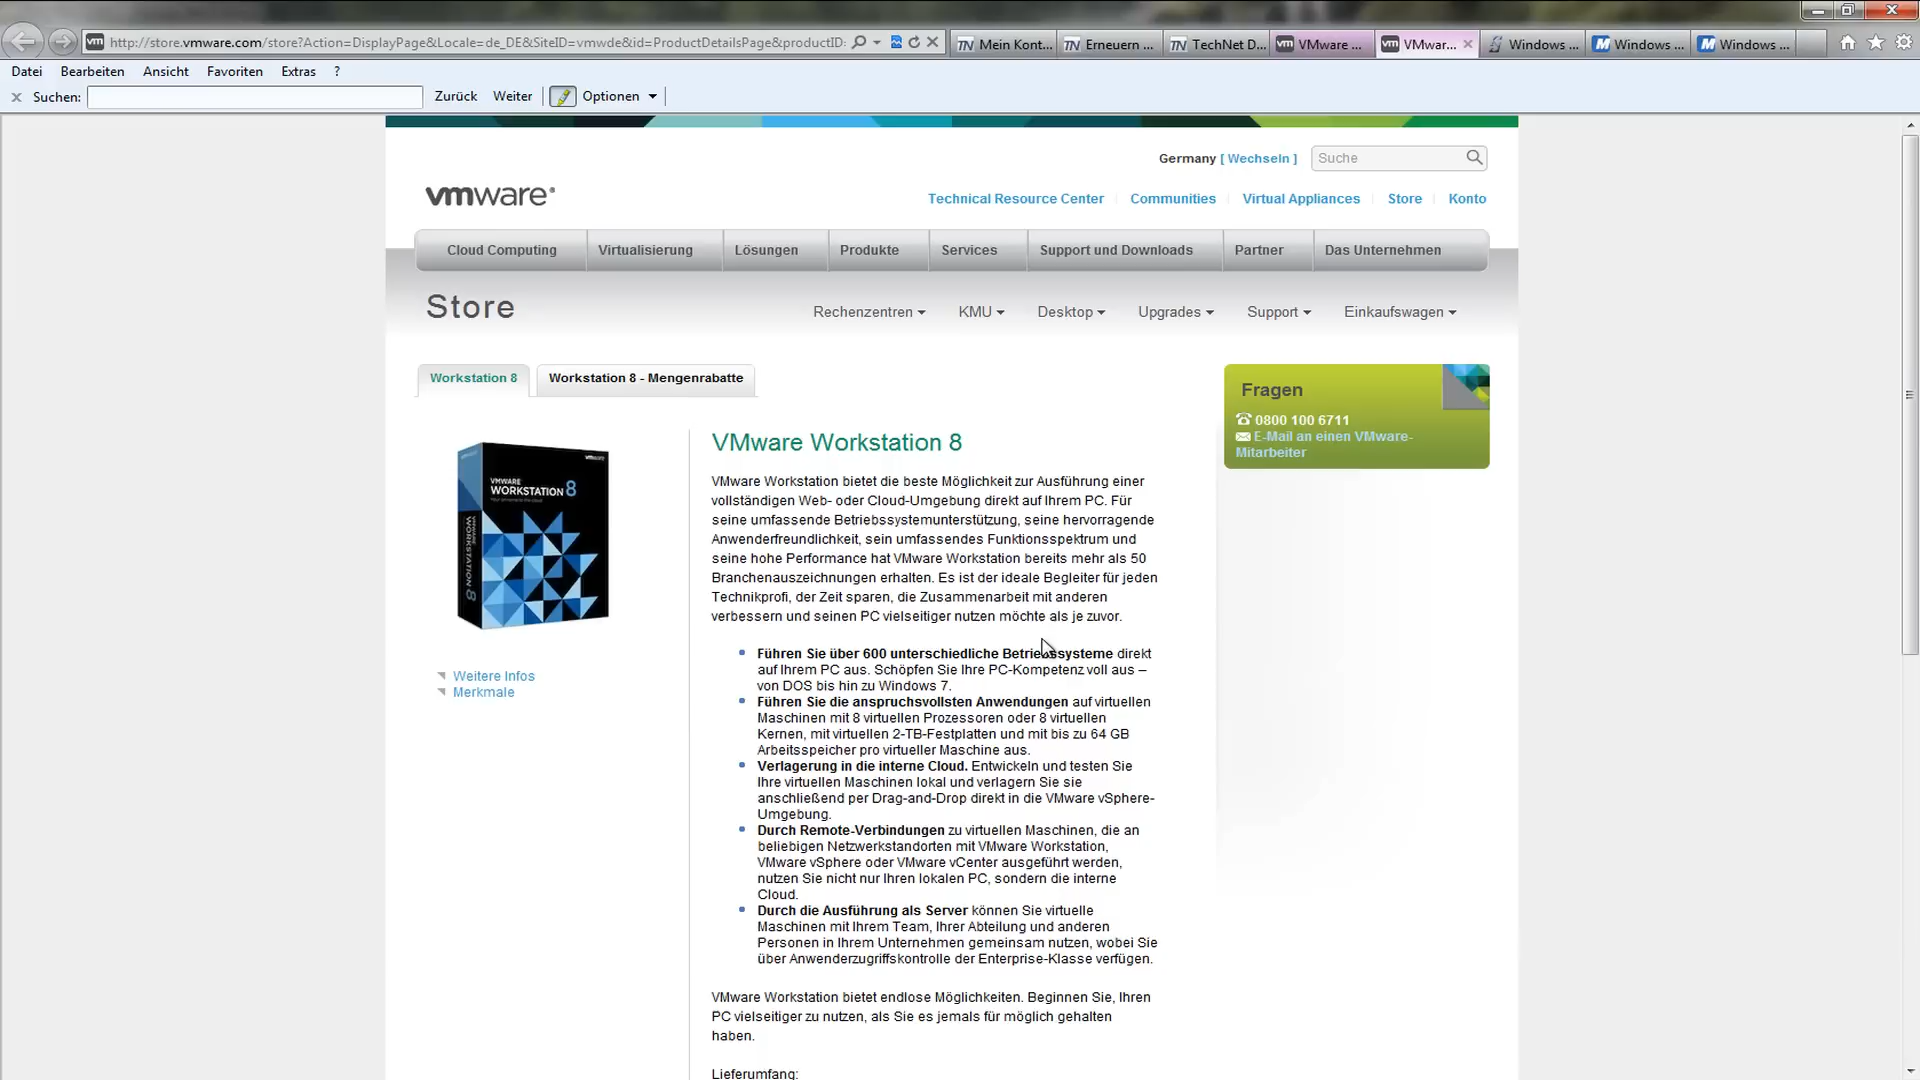 http://store.vmware.com/store?Action=DisplayPage&Locale=de_DE&SiteID=vmwde&id=ProductDetailsPage&productID=
Mein Kont...
Erneuern ...
TechNet D...
VMware ...
VMwar...
Windows ...
Windows ...
Windows ...
Datei Bearbeiten Ansicht Favoriten Extras ?
Suchen: Zurück Weiter Optionen
Germany [ Wechseln ] Suche
vmware®
Technical Resource Center Communities Virtual Appliances Store Konto
Cloud Computing Virtualisierung Lösungen Produkte Services Support und Downloads Partner Das Unternehmen
Store
Rechenzentren KMU Desktop Upgrades Support Einkaufswagen
Workstation 8 Workstation 8 - Mengenrabatte
vmware
VMWARE
WORKSTATION 8
VMWARE WORKSTATION 8
Weitere Infos
Merkmale
VMware Workstation 8
VMware Workstation bietet die beste Möglichkeit zur Ausführung einer
vollständigen Web- oder Cloud-Umgebung direkt auf Ihrem PC. Für
seine umfassende Betriebssystemunterstützung, seine hervorragende
Anwenderfreundlichkeit, sein umfassendes Funktionsspektrum und
seine hohe Performance hat VMware Workstation bereits mehr als 50
Branchenauszeichnungen erhalten. Es ist der ideale Begleiter für jeden
Technikprofi, der Zeit sparen, die Zusammenarbeit mit anderen
verbessern und seinen PC vielseitiger nutzen möchte als je zuvor.
Führen Sie über 600 unterschiedliche Betriebssysteme direkt
auf Ihrem PC aus. Schöpfen Sie Ihre PC-Kompetenz voll aus –
von DOS bis hin zu Windows 7.
Führen Sie die anspruchsvollsten Anwendungen auf virtuellen
Maschinen mit 8 virtuellen Prozessoren oder 8 virtuellen
Kernen, mit virtuellen 2-TB-Festplatten und mit bis zu 64 GB
Arbeitsspeicher pro virtueller Maschine aus.
Verlagerung in die interne Cloud. Entwickeln und testen Sie
Ihre virtuellen Maschinen lokal und verlagern Sie sie
anschließend per Drag-and-Drop direkt in die VMware vSphere-
Umgebung.
Durch Remote-Verbindungen zu virtuellen Maschinen, die an
beliebigen Netzwerkstandorten mit VMware Workstation,
VMware vSphere oder VMware vCenter ausgeführt werden,
nutzen Sie nicht nur Ihren lokalen PC, sondern die interne
Cloud.
Durch die Ausführung als Server können Sie virtuelle
Maschinen mit Ihrem Team, Ihrer Abteilung und anderen
Personen in Ihrem Unternehmen gemeinsam nutzen, wobei Sie
über Anwenderzugriffskontrolle der Enterprise-Klasse verfügen.
VMware Workstation bietet endlose Möglichkeiten. Beginnen Sie, Ihren
PC vielseitiger zu nutzen, als Sie es jemals für möglich gehalten
haben.
Lieferumfang:
Fragen
0800 100 6711
E-Mail an einen VMware-
Mitarbeiter